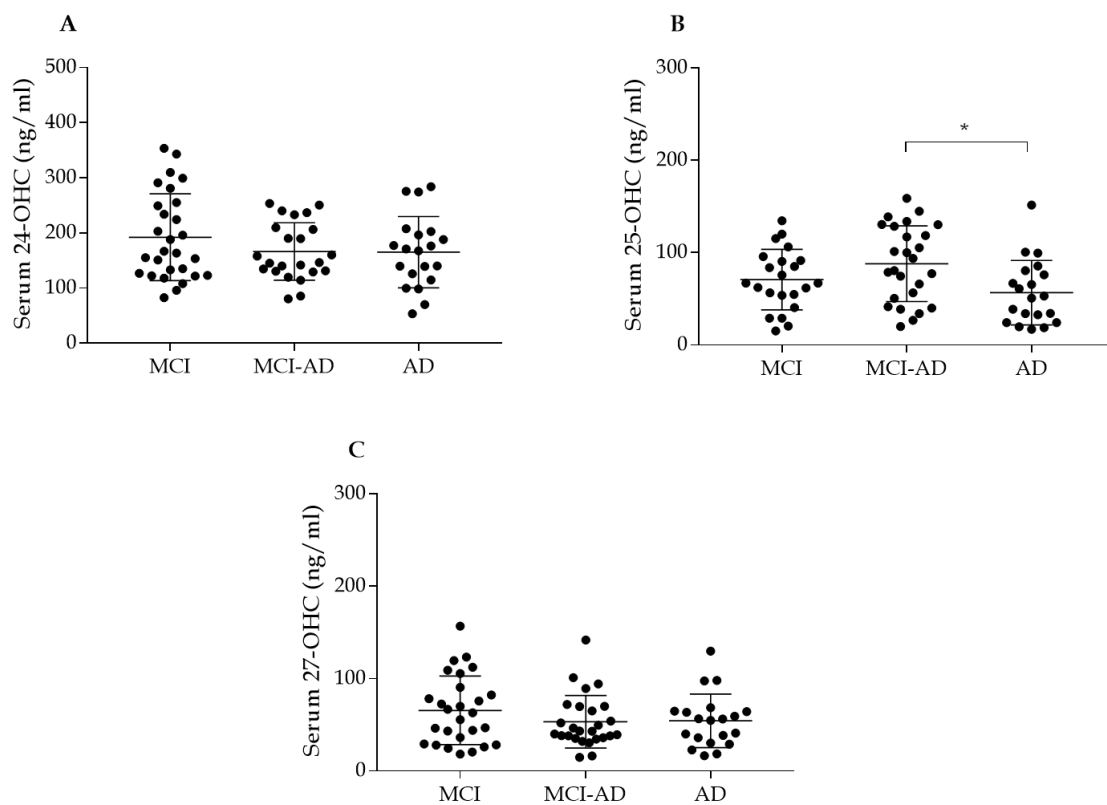 A
Serum 24-OHC (ng/ml)
500
400
300
200
100
0
MCI
MCI-AD
AD
B
Serum 25-OHC (ng/ml)
300
200
100
0
*
MCI
MCI-AD
AD
C
Serum 27-OHC (ng/ml)
300
200
100
0
MCI
MCI-AD
AD